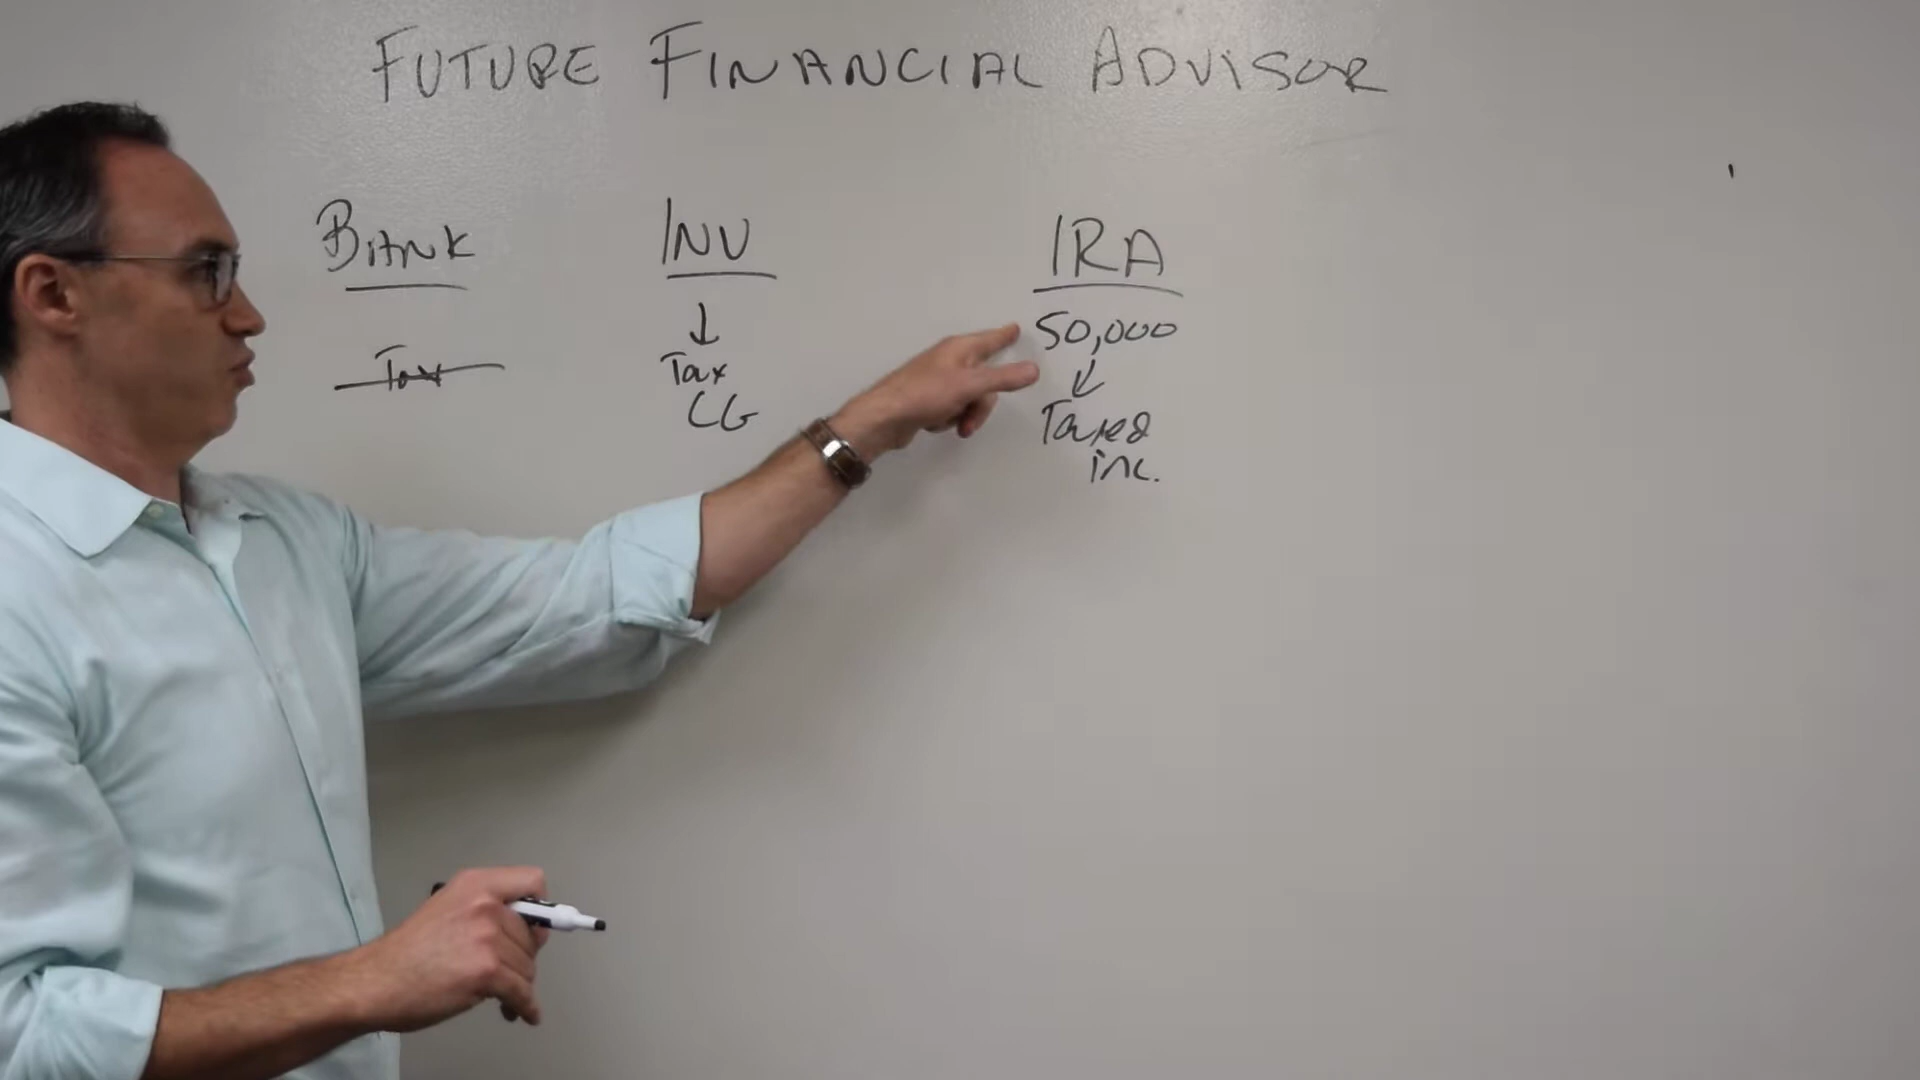 FUTURE FINANCIAL ADVISOR
BANK
Tax
INV
↓
Tax
CG
IRA
50,000
↓
Taxed
inc.